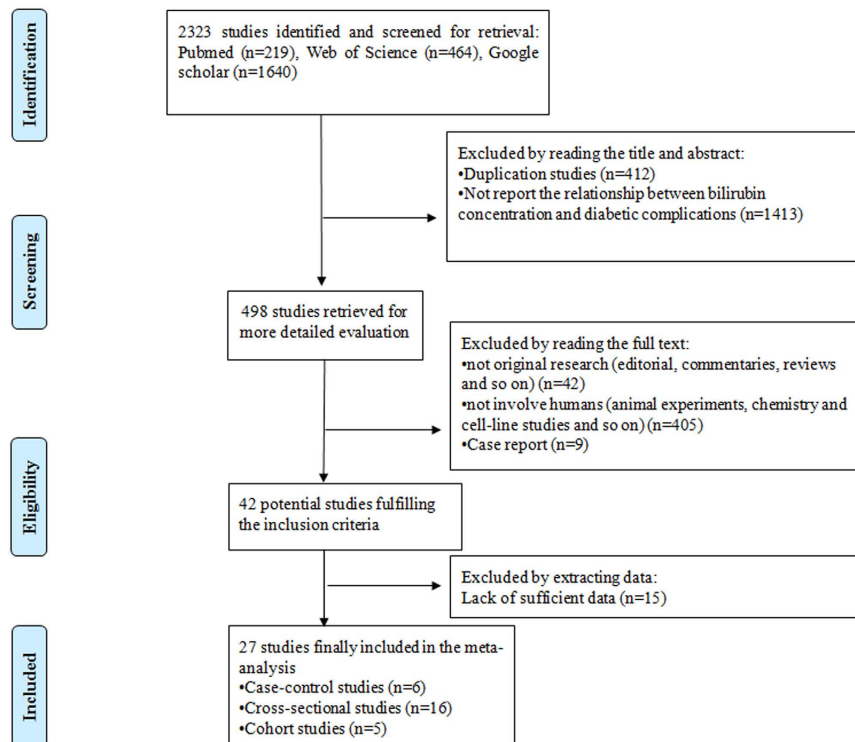 Identification
2323 studies identified and screened for retrieval:
Pubmed (n=219), Web of Science (n=464), Google
scholar (n=1640)
Excluded by reading the title and abstract:
•Duplication studies (n=412)
•Not report the relationship between bilirubin
concentration and diabetic complications (n=1413)
Screening
498 studies retrieved for
more detailed evaluation
Excluded by reading the full text:
•not original research (editorial, commentaries, reviews
and so on) (n=42)
•not involve humans (animal experiments, chemistry and
cell-line studies and so on) (n=405)
•Case report (n=9)
Eligibility
42 potential studies fulfilling
the inclusion criteria
Excluded by extracting data:
Lack of sufficient data (n=15)
Included
27 studies finally included in the meta-
analysis
•Case-control studies (n=6)
•Cross-sectional studies (n=16)
•Cohort studies (n=5)